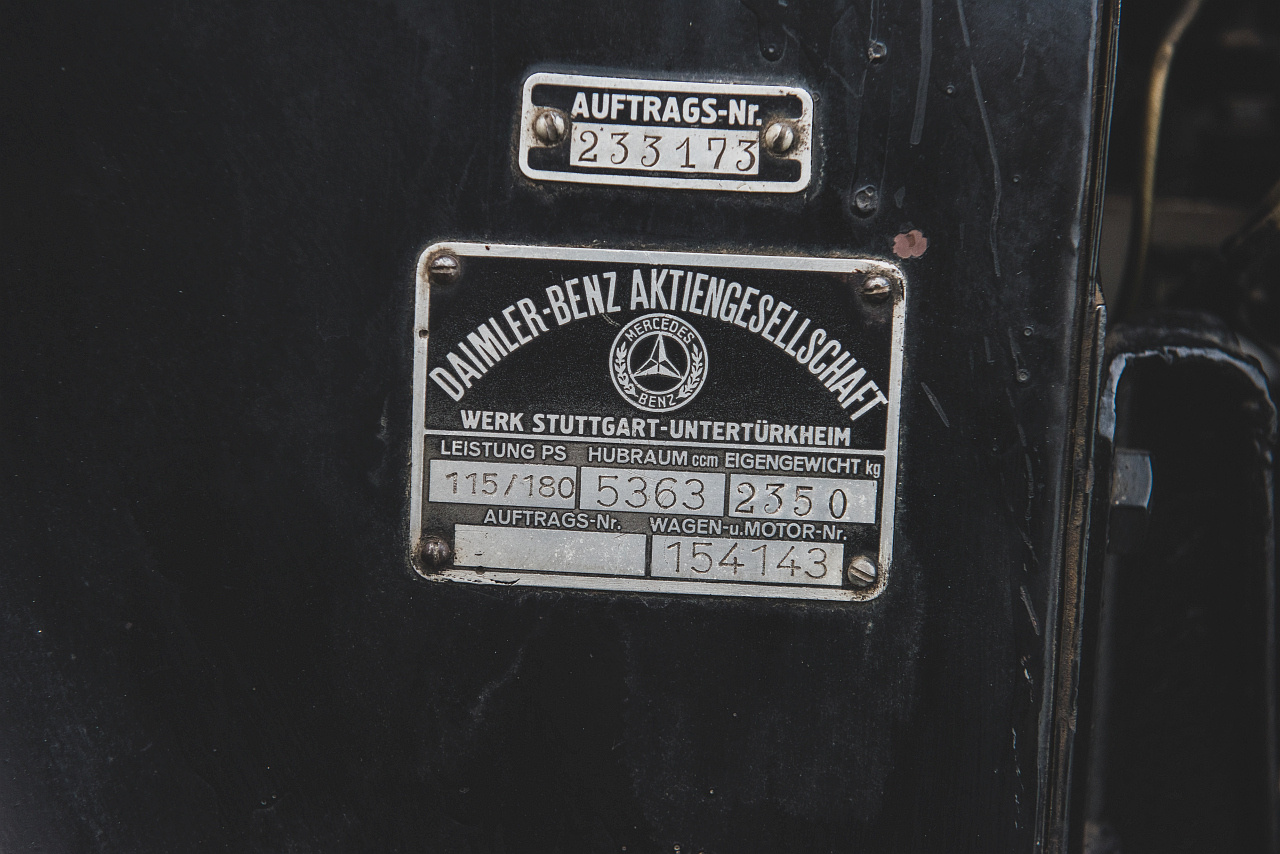 AUFTRAGS-Nr.
233173
DAIMLER-BENZ AKTIENGESELLSCHAFT
MERCEDES
BENZ
WERK STUTTGART-UNTERTÜRKHEIM
LEISTUNG PS HUBRAUM ccm EIGENGEWICHT kg
115/180 5363 2350
AUFTRAGS-Nr. WAGEN-u.MOTOR-Nr.
154143